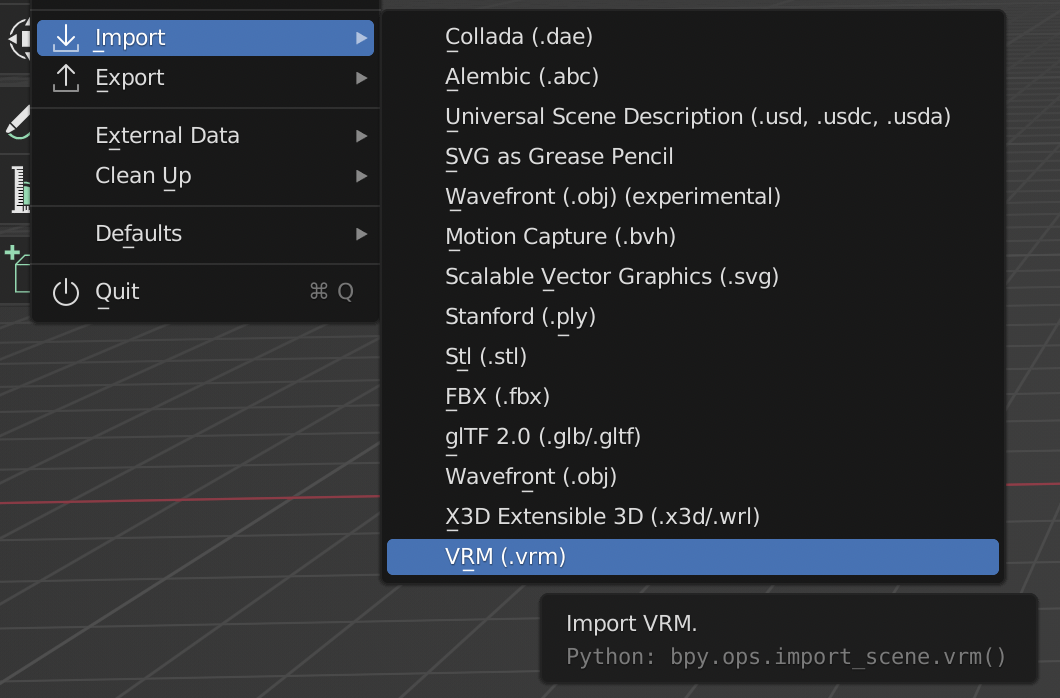 Import
Export
External Data
Clean Up
Defaults
Quit ⌘ Q
Collada (.dae)
Alembic (.abc)
Universal Scene Description (.usd, .usdc, .usda)
SVG as Grease Pencil
Wavefront (.obj) (experimental)
Motion Capture (.bvh)
Scalable Vector Graphics (.svg)
Stanford (.ply)
Stl (.stl)
FBX (.fbx)
glTF 2.0 (.glb/.gltf)
Wavefront (.obj)
X3D Extensible 3D (.x3d/.wrl)
VRM (.vrm)
Import VRM.
Python: bpy.ops.import_scene.vrm()